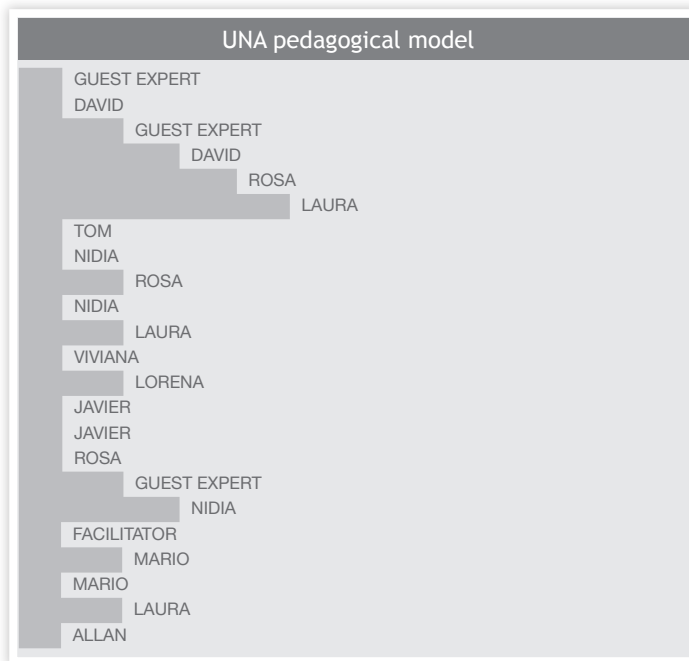 UNA pedagogical model
GUEST EXPERT
DAVID
GUEST EXPERT
DAVID
ROSA
LAURA
TOM
NIDIA
ROSA
NIDIA
LAURA
VIVIANA
LORENA
JAVIER
JAVIER
ROSA
GUEST EXPERT
NIDIA
FACILITATOR
MARIO
MARIO
LAURA
ALLAN